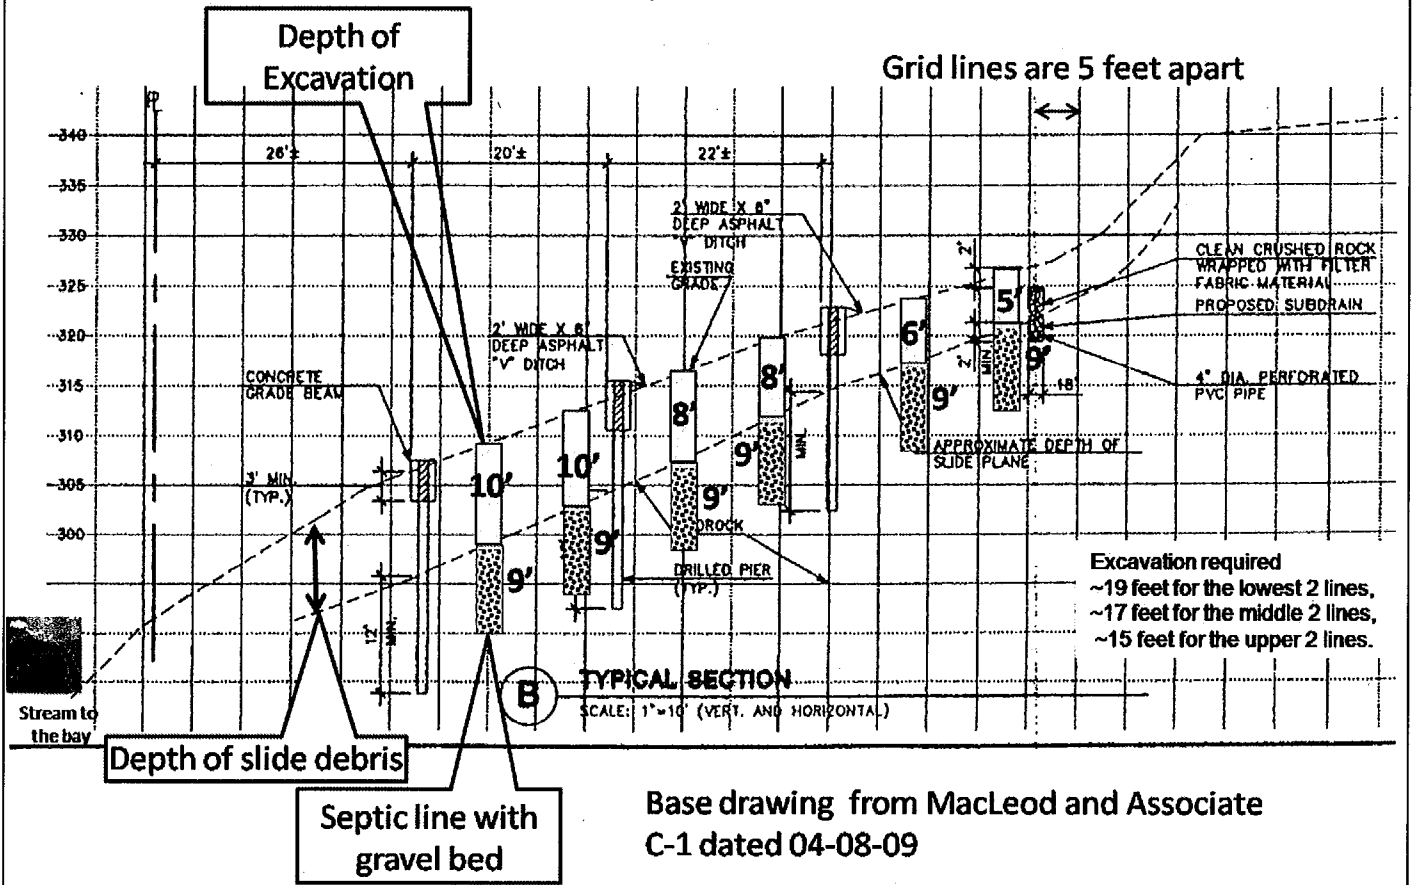 Depth of
Excavation
Grid lines are 5 feet apart
340
335
330
325
320
315
310
305
300
26'±
20'±
22'±
2' WIDE X 6"
DEEP ASPHALT
"V" DITCH
EXISTING
GRADE
2' WIDE X 6"
DEEP ASPHALT
"V" DITCH
CONCRETE
GRADE BEAM
3' MIN.
(TYP.)
12'
MIN.
10'
9'
10'
9'
8'
9'
8'
9'
MIN.
6'
9'
2'
5'
9'
2'
MIN
18"
CLEAN CRUSHED ROCK
WRAPPED WITH FILTER
FABRIC MATERIAL
PROPOSED SUBDRAIN
4" DIA. PERFORATED
PVC PIPE
APPROXIMATE DEPTH OF
SLIDE PLANE
DRILLED PIER
(TYP.)
Excavation required
~19 feet for the lowest 2 lines,
~17 feet for the middle 2 lines,
~15 feet for the upper 2 lines.
B
TYPICAL SECTION
SCALE: 1"=10' (VERT. AND HORIZONTAL)
Stream to
the bay
Depth of slide debris
Septic line with
gravel bed
Base drawing from MacLeod and Associate
C-1 dated 04-08-09